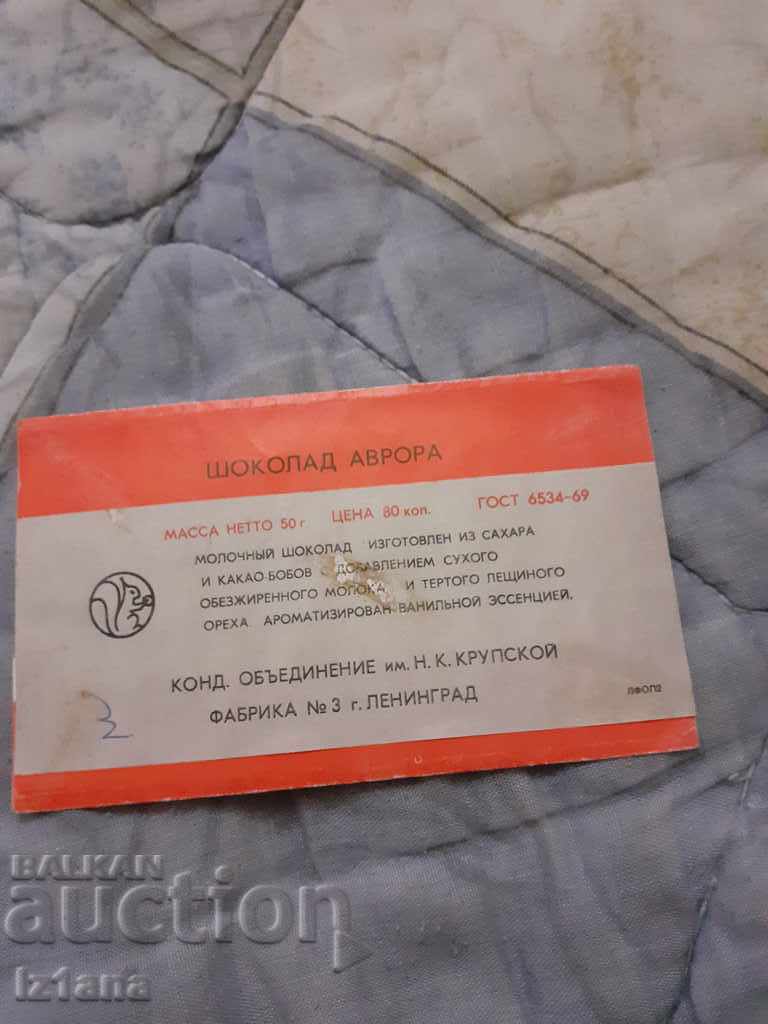 ШОКОЛАД АВРОРА
МАССА НЕТТО 50 г ЦЕНА 80 коп. ГОСТ 6534-69
МОЛОЧНЫЙ ШОКОЛАД ИЗГОТОВЛЕН ИЗ САХАРА
И КАКАО-БОБОВ ДОБАВЛЕНИЕМ СУХОГО
ОБЕЗЖИРЕННОГО МОЛОКА И ТЕРТОГО ЛЕЩИНОГО
ОРЕХА. АРОМАТИЗИРОВАН ВАНИЛЬНОЙ ЭССЕНЦИЕЙ.
КОНД. ОБЪЕДИНЕНИЕ им. Н. К. КРУПСКОЙ
ФАБРИКА № 3 г. ЛЕНИНГРАД
ЛФОП2
BALKAN
auction
iz1ana